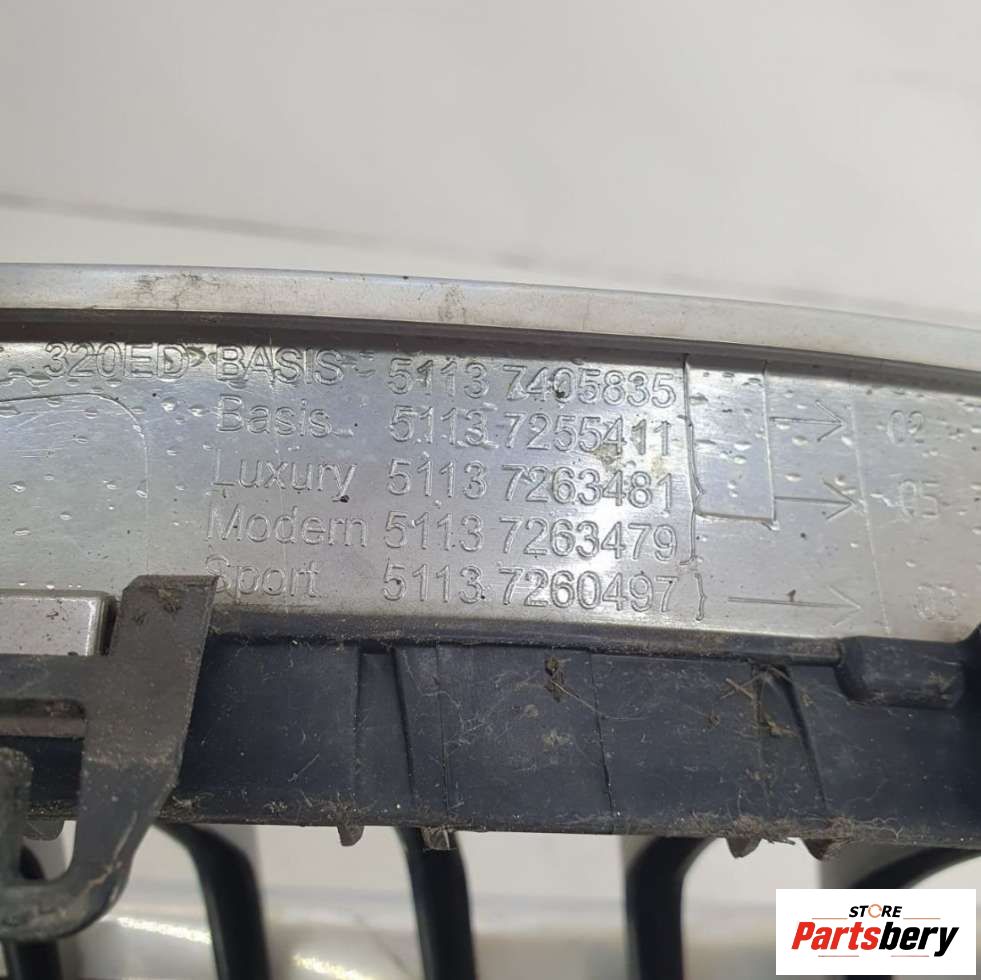 320ED BASIS 5113 7405835
Basis 5113 7255411
Luxury 5113 7263481
Modern 5113 7263479
Sport 5113 7260497
02
05
STORE
Partsbery